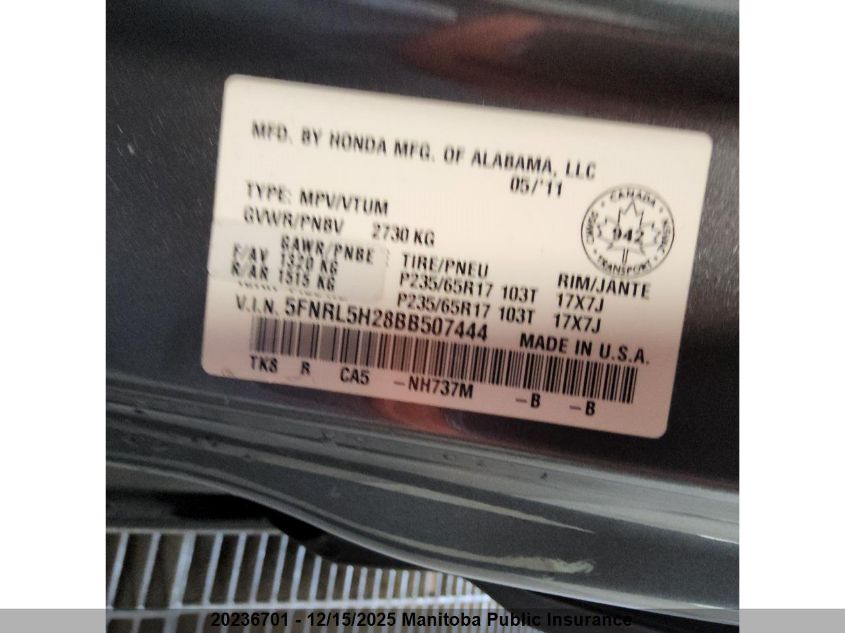 MFD. BY HONDA MFG. OF ALABAMA, LLC
05/'11
TYPE: MPV/VTUM
GVWR/PNBV 2730 KG
GAWR/PNBE TIRE/PNEU RIM/JANTE
F/AV 1320 KG P235/65R17 103T 17X7J
R/AR 1515 KG P235/65R17 103T 17X7J
V.I.N. 5FNRL5H28BB507444 MADE IN U.S.A.
TK8 B CA5 -NH737M -B -B
CANADA
942
TRANSPORT
20236701 - 12/15/2025 Manitoba Public Insurance